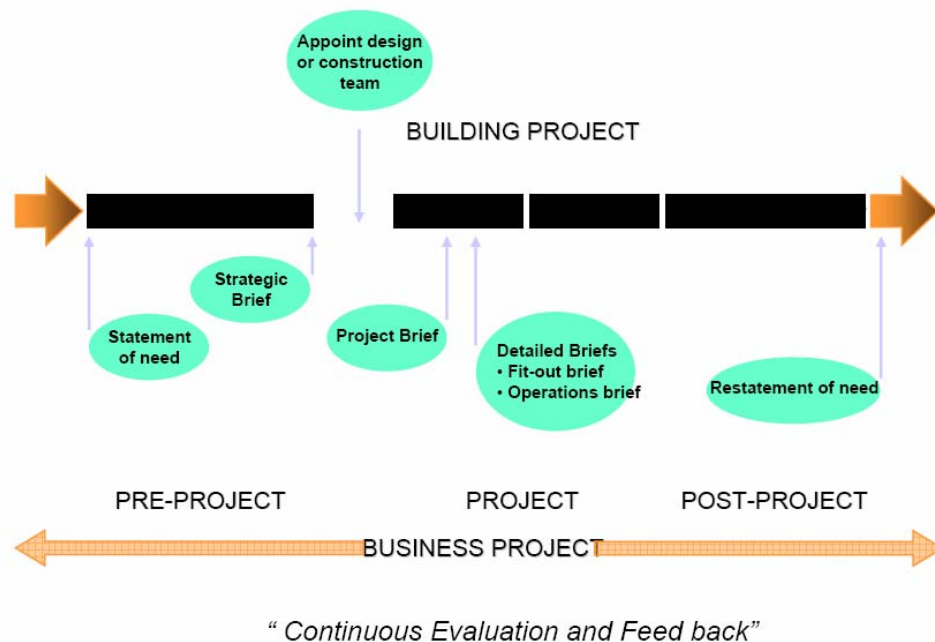 Appoint design
or construction
team
BUILDING PROJECT
Strategic
Brief
Statement
of need
Project Brief
Detailed Briefs
• Fit-out brief
• Operations brief
Restatement of need
PRE-PROJECT
PROJECT
POST-PROJECT
BUSINESS PROJECT
“ Continuous Evaluation and Feed back”